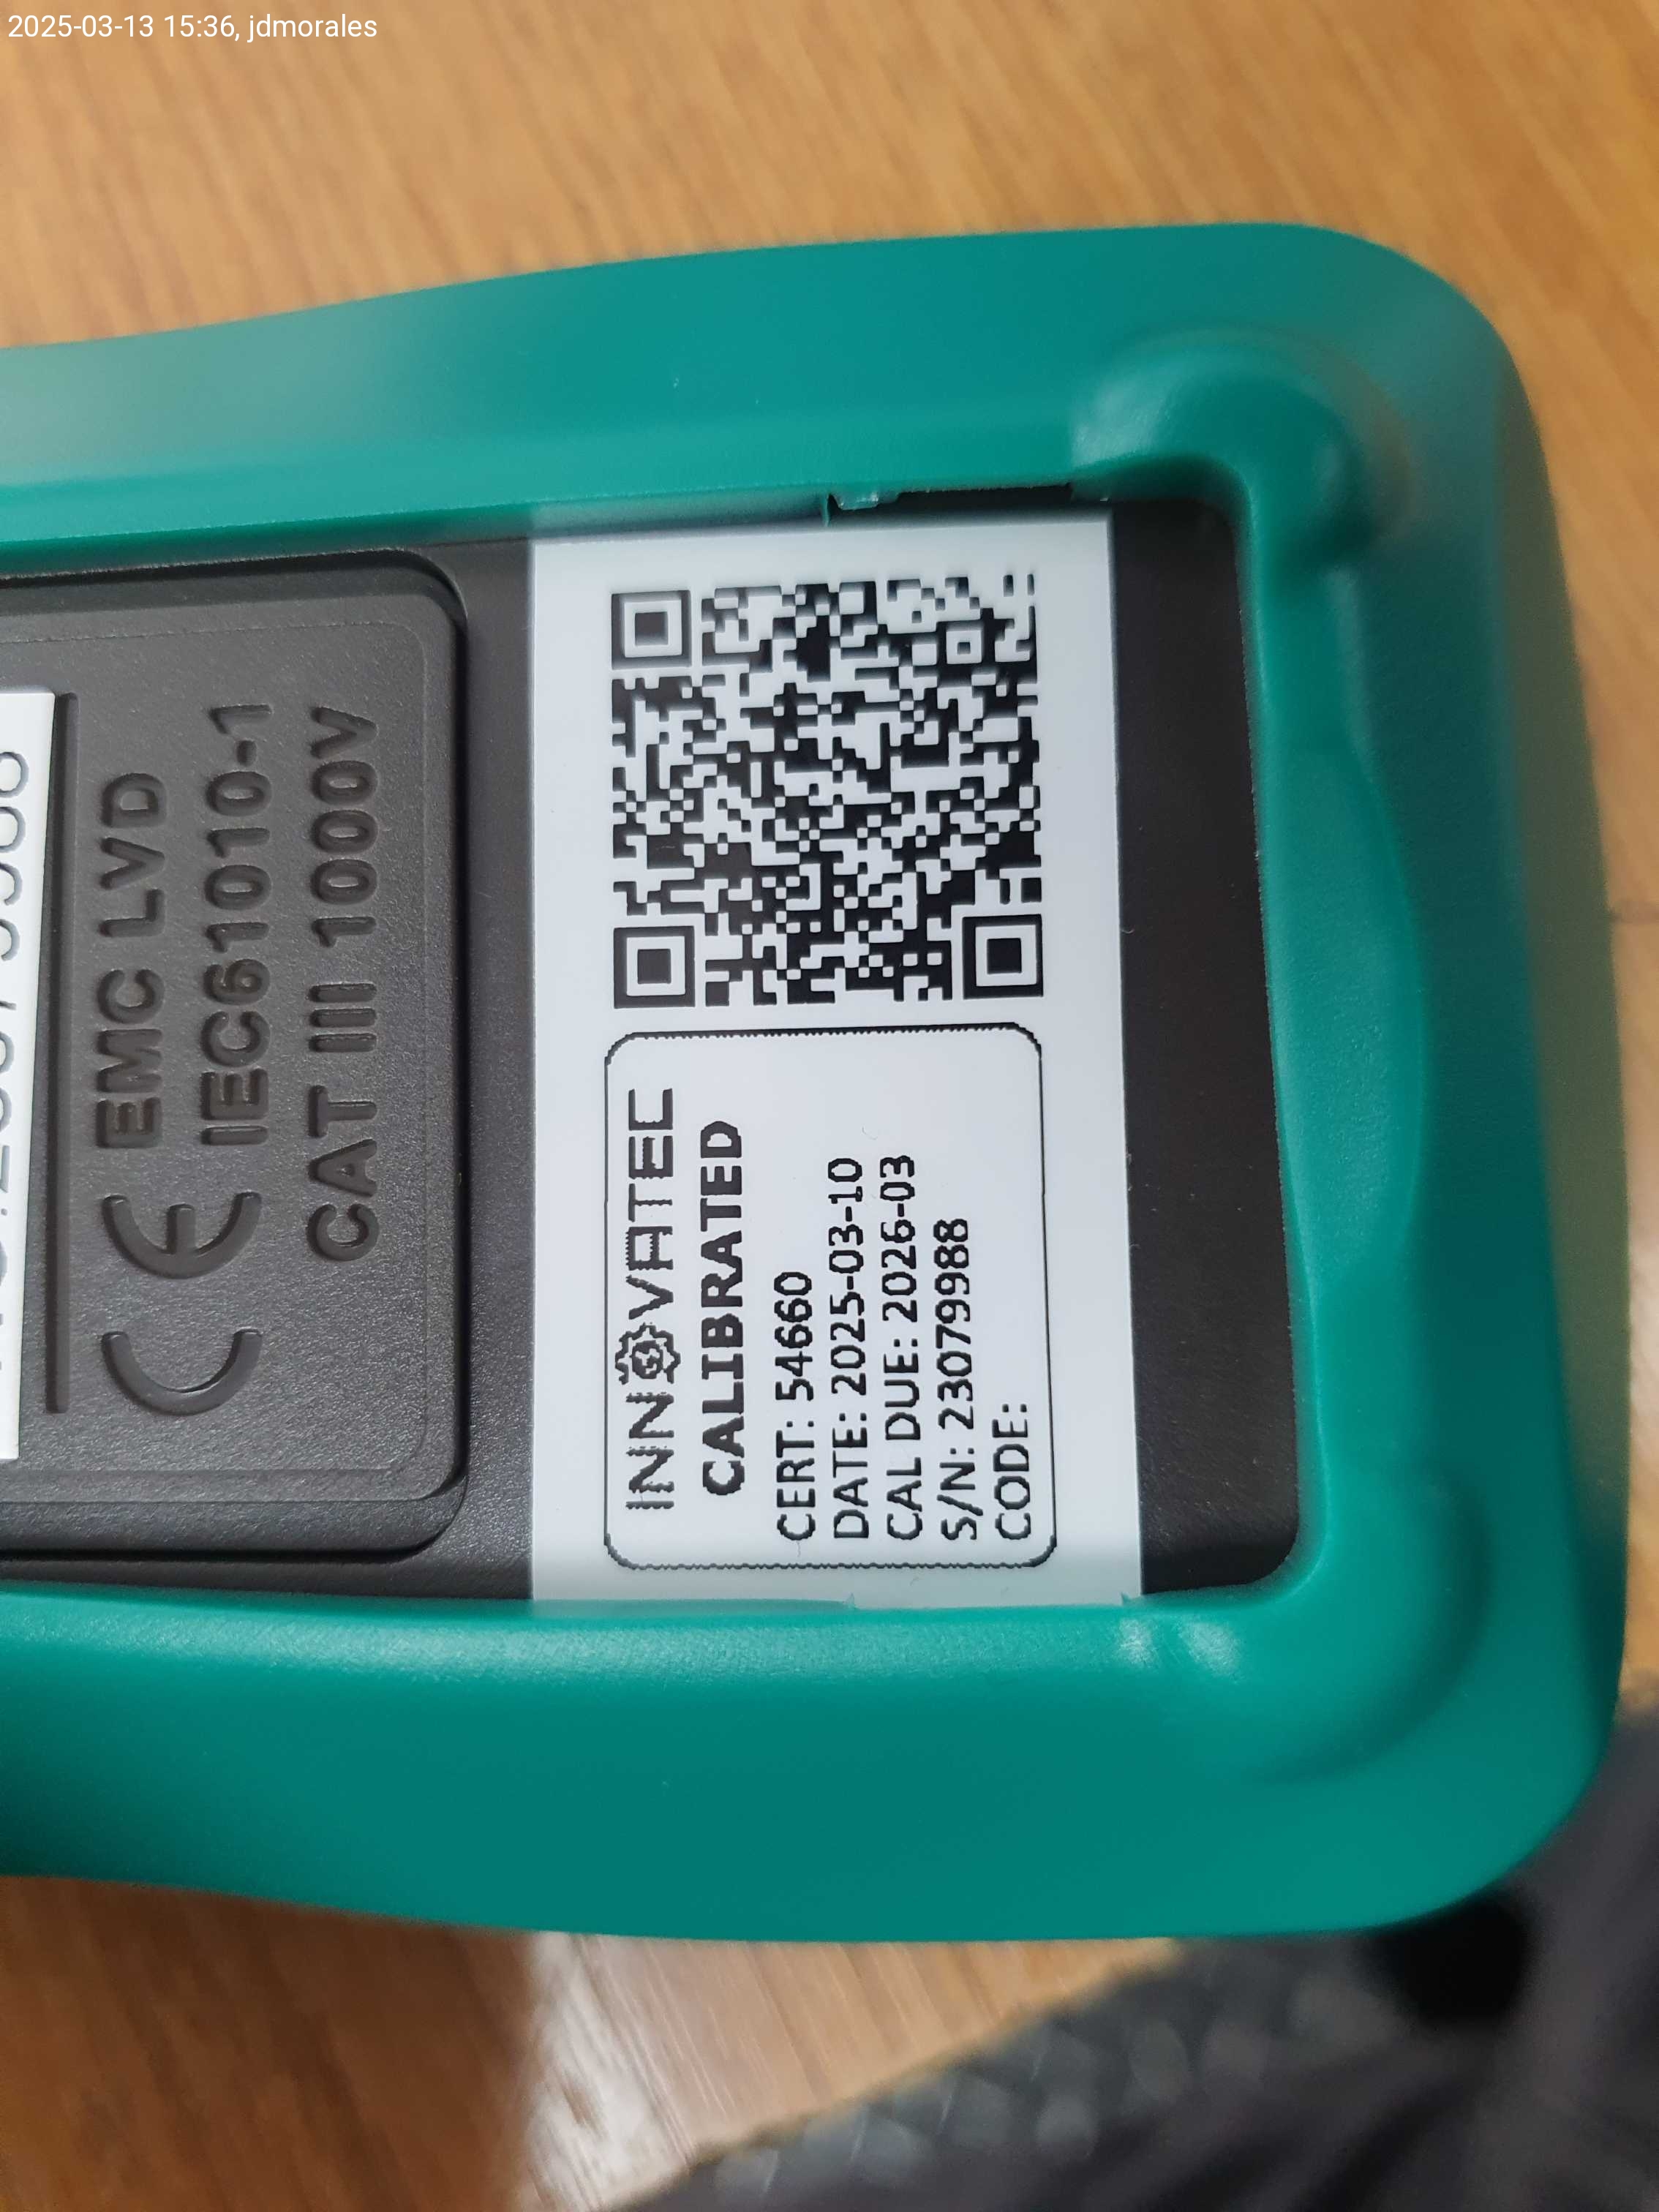 2025-03-13 15:36, jdmorales
EMC LVD
IEC61010-1
CAT III 1000V
INNOVATEC
CALIBRATED
CERT: 54660
DATE: 2025-03-10
CAL DUE: 2026-03
S/N: 23079988
CODE: